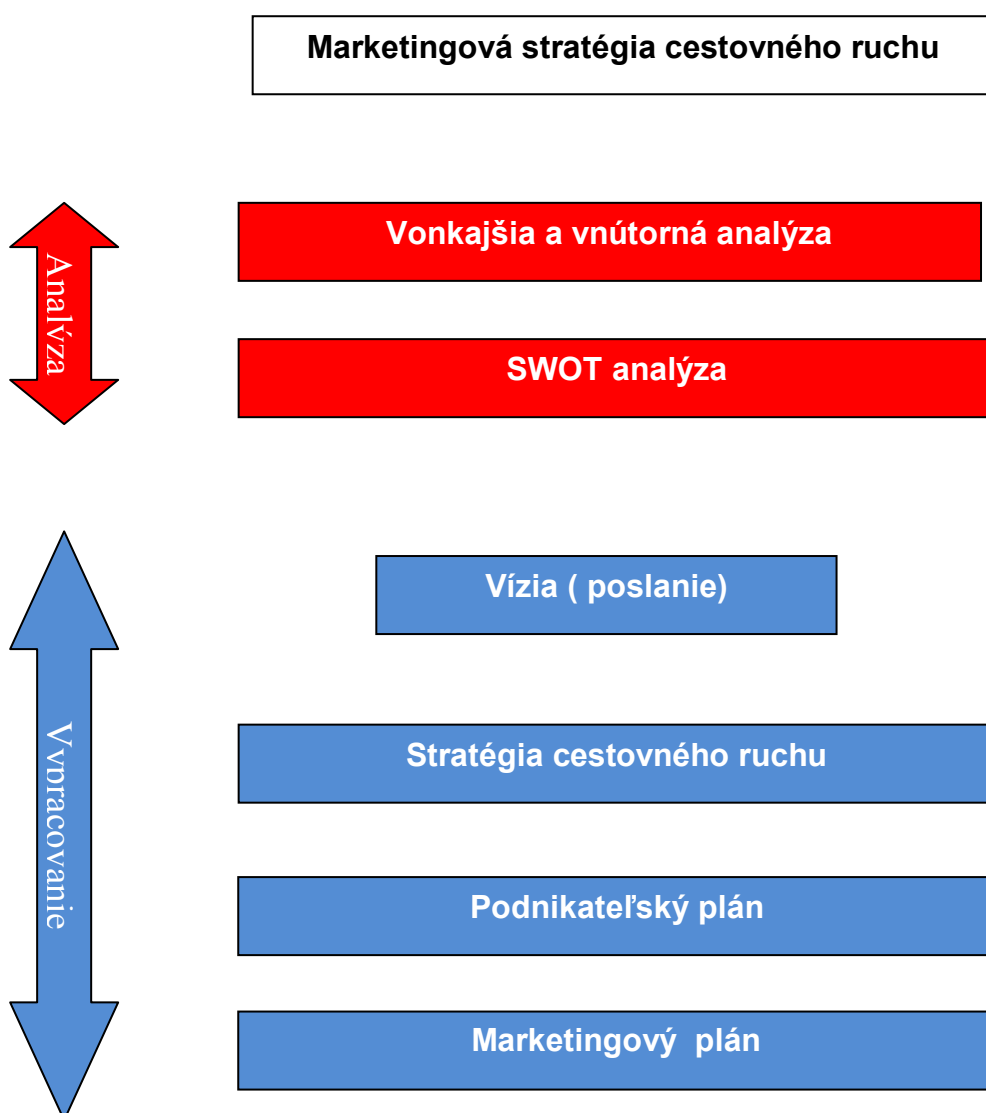 Marketingová stratégia cestovného ruchu
Vonkajšia a vnútorná analýza
Analýza
SWOT analýza
Vízia ( poslanie)
Stratégia cestovného ruchu
Vypracovanie
Podnikateľský plán
Marketingový  plán